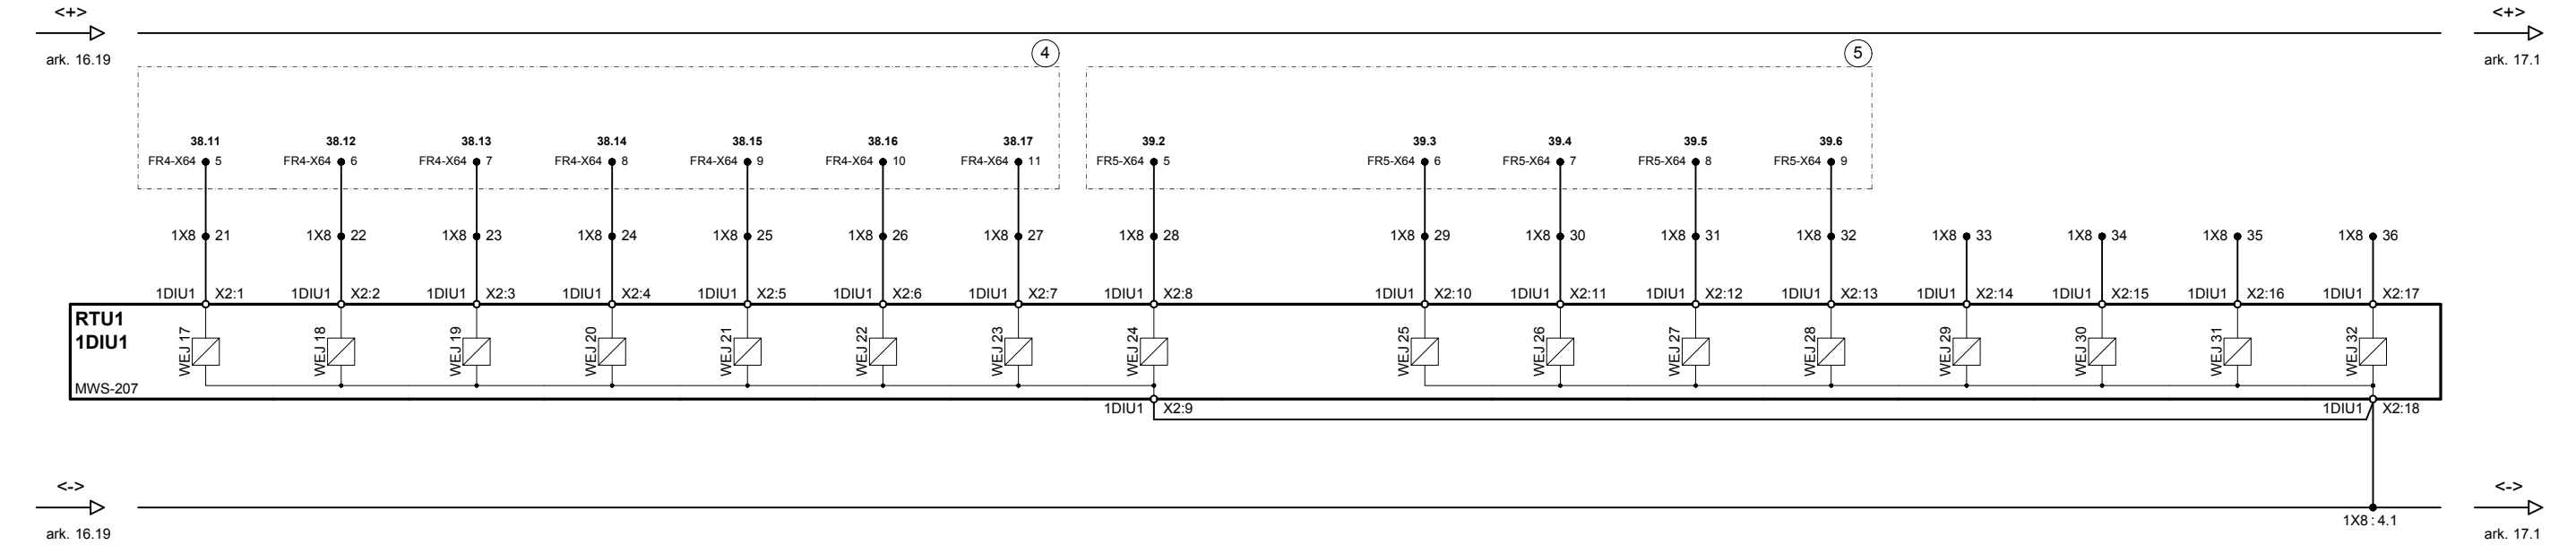 <+> <+>
ark. 16.19 ark. 17.1
4 5
38.11 38.12 38.13 38.14 38.15 38.16 38.17 39.2 39.3 39.4 39.5 39.6
FR4-X64 5 FR4-X64 6 FR4-X64 7 FR4-X64 8 FR4-X64 9 FR4-X64 10 FR4-X64 11 FR5-X64 5 FR5-X64 6 FR5-X64 7 FR5-X64 8 FR5-X64 9
1X8 21 1X8 22 1X8 23 1X8 24 1X8 25 1X8 26 1X8 27 1X8 28 1X8 29 1X8 30 1X8 31 1X8 32 1X8 33 1X8 34 1X8 35 1X8 36
1DIU1 X2:1 1DIU1 X2:2 1DIU1 X2:3 1DIU1 X2:4 1DIU1 X2:5 1DIU1 X2:6 1DIU1 X2:7 1DIU1 X2:8 1DIU1 X2:10 1DIU1 X2:11 1DIU1 X2:12 1DIU1 X2:13 1DIU1 X2:14 1DIU1 X2:15 1DIU1 X2:16 1DIU1 X2:17
RTU1
1DIU1
WEJ 17 WEJ 18 WEJ 19 WEJ 20 WEJ 21 WEJ 22 WEJ 23 WEJ 24 WEJ 25 WEJ 26 WEJ 27 WEJ 28 WEJ 29 WEJ 30 WEJ 31 WEJ 32
MWS-207
1DIU1 X2:9 1DIU1 X2:18
<-> <->
1X8 : 4.1
ark. 16.19 ark. 17.1